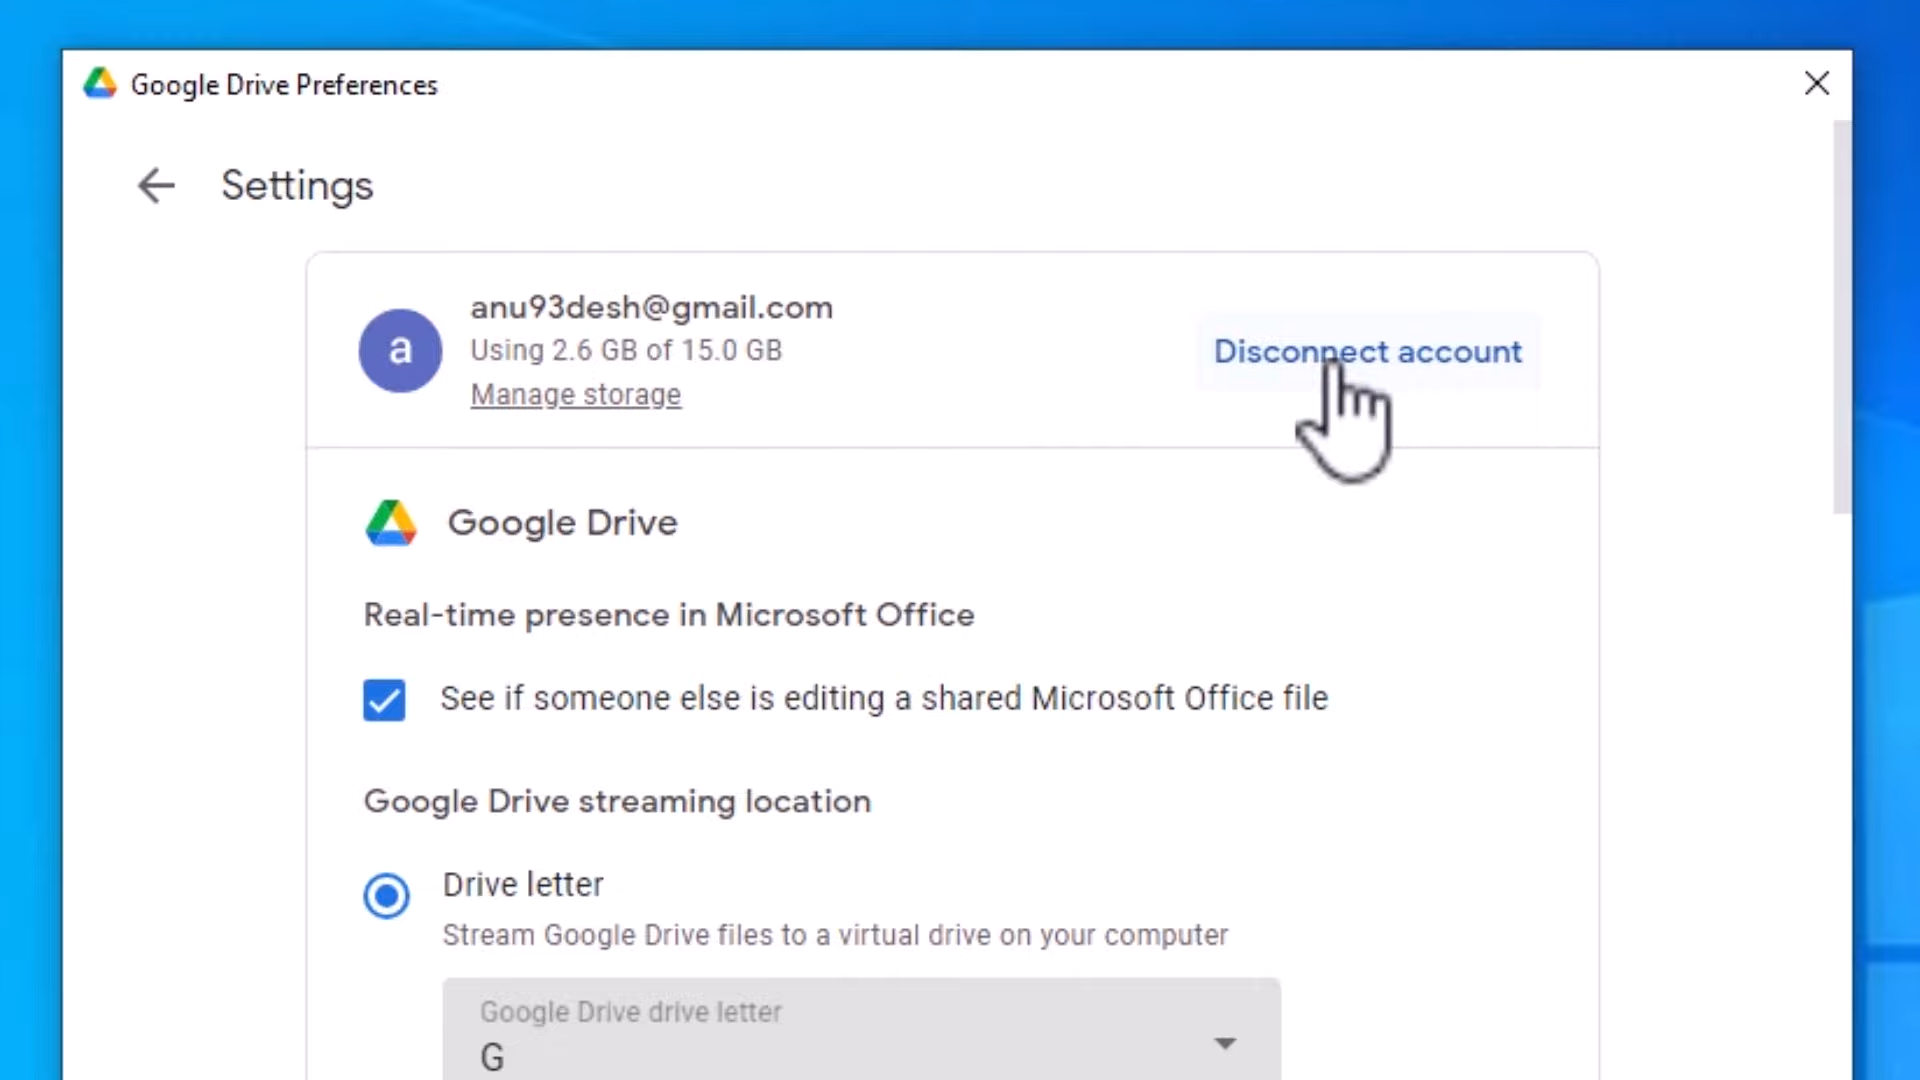 Google Drive Preferences
Settings
a
anu93desh@gmail.com
Using 2.6 GB of 15.0 GB
Manage storage
Disconnect account
Google Drive
Real-time presence in Microsoft Office
See if someone else is editing a shared Microsoft Office file
Google Drive streaming location
Drive letter
Stream Google Drive files to a virtual drive on your computer
Google Drive drive letter
G